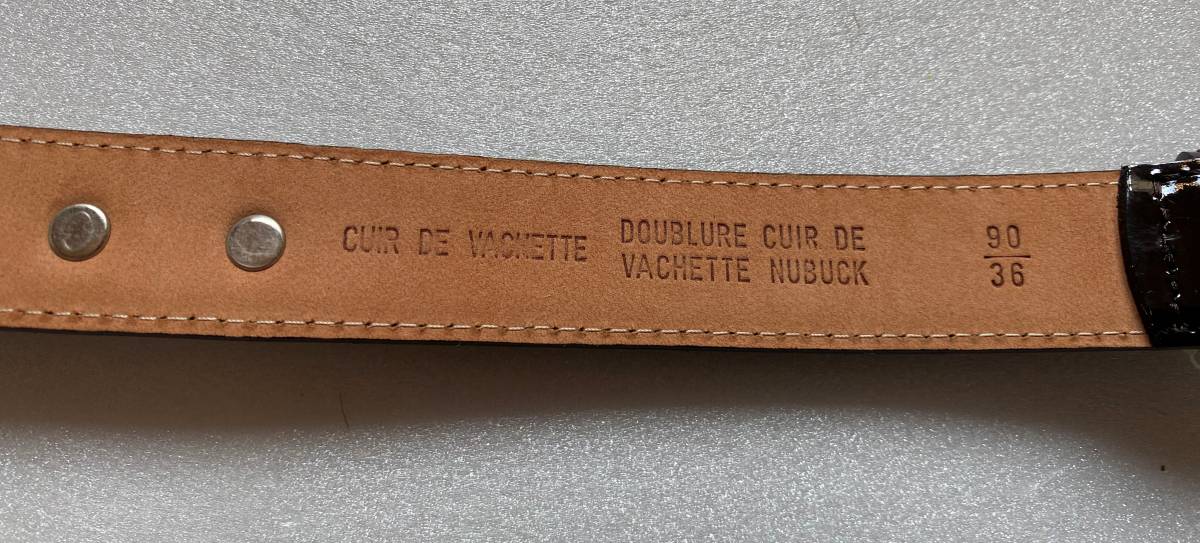 CUIR DE VACHETTE
DOUBLURE CUIR DE
VACHETTE NUBUCK
90
36